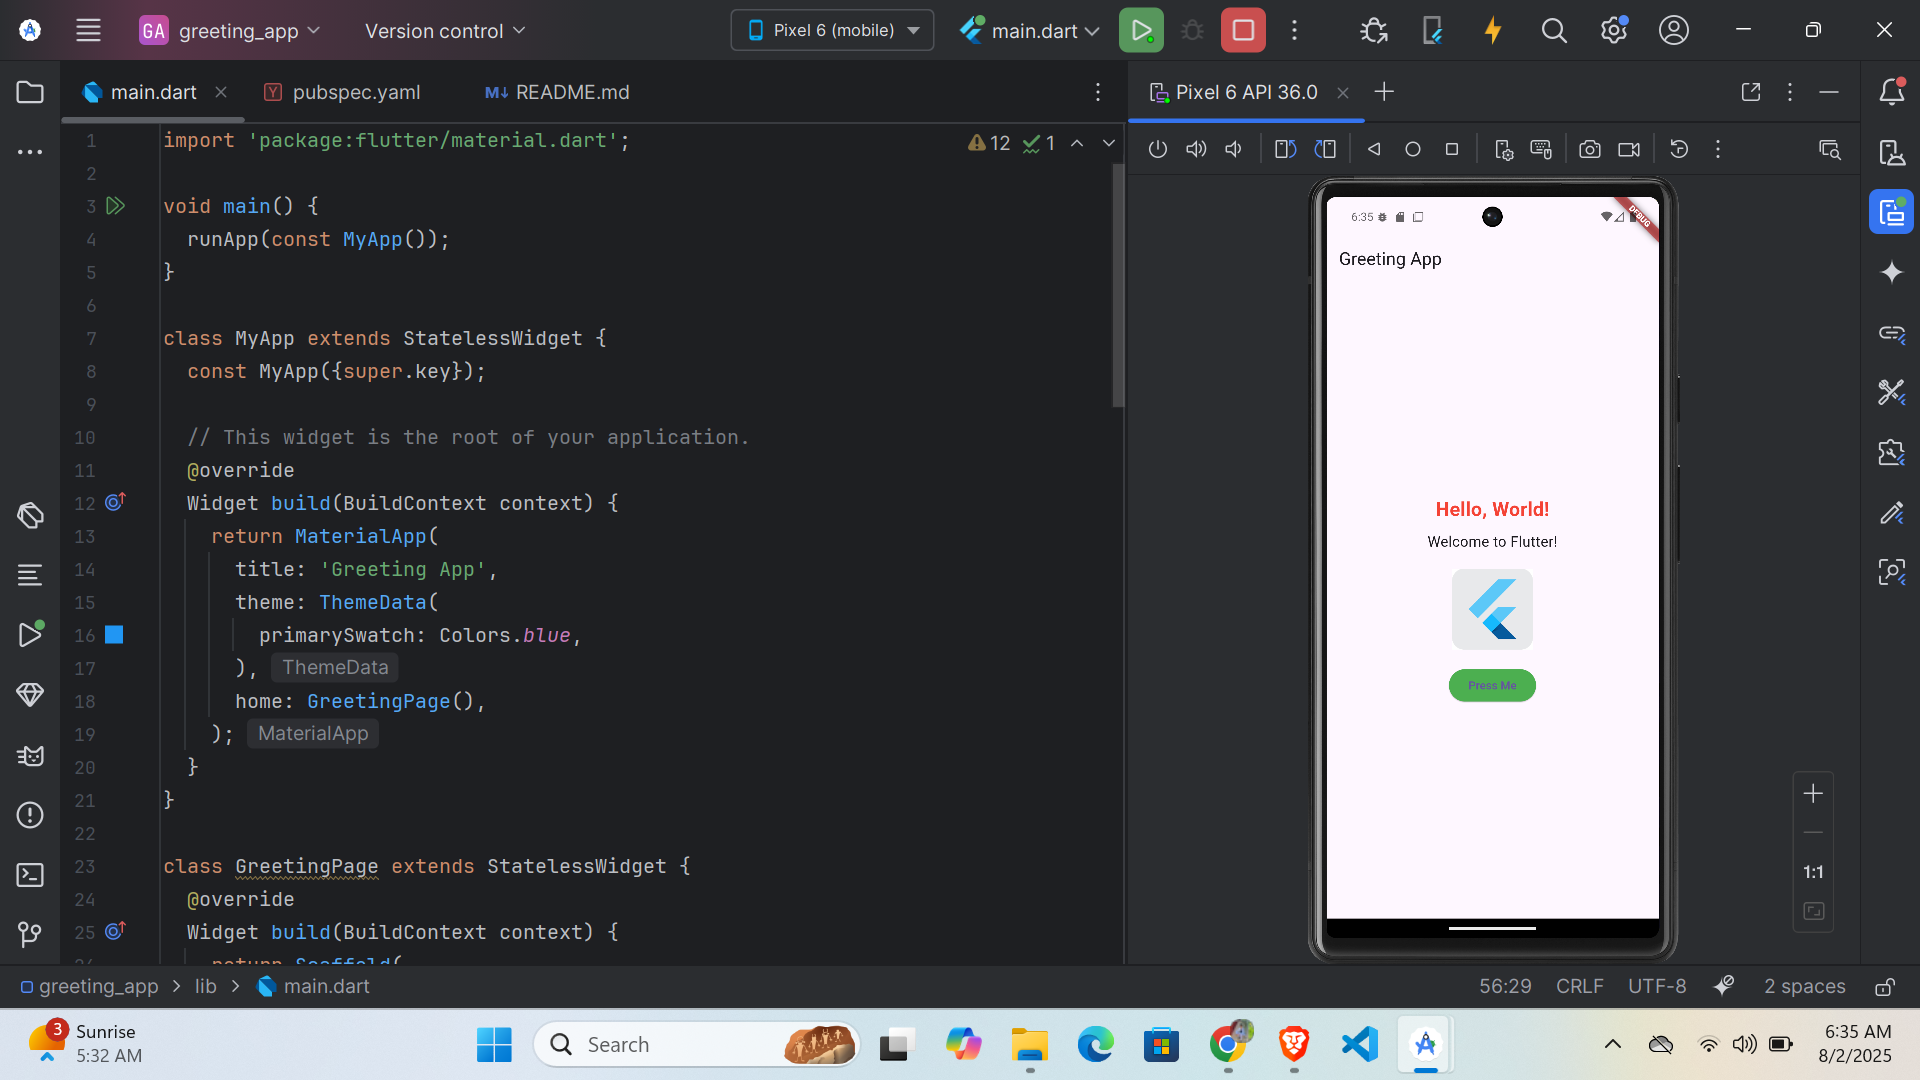 GA greeting_app Version control Pixel 6 (mobile) main.dart
main.dart pubspec.yaml M↓ README.md Pixel 6 API 36.0
1 import 'package:flutter/material.dart'; 12 1
2
3 void main() {
4 runApp(const MyApp());
5 }
6
7 class MyApp extends StatelessWidget {
8 const MyApp({super.key});
9
10 // This widget is the root of your application.
11 @override
12 Widget build(BuildContext context) {
13 return MaterialApp(
14 title: 'Greeting App',
15 theme: ThemeData(
16 primarySwatch: Colors.blue,
17 ), ThemeData
18 home: GreetingPage(),
19 ); MaterialApp
20 }
21 }
22
23 class GreetingPage extends StatelessWidget {
24 @override
25 Widget build(BuildContext context) {
26 return Scaffold(
6:35
DEBUG
Greeting App
Hello, World!
Welcome to Flutter!
Press Me
1:1
greeting_app > lib > main.dart 56:29 CRLF UTF-8 2 spaces
3 Sunrise
5:32 AM
Search
6:35 AM
8/2/2025